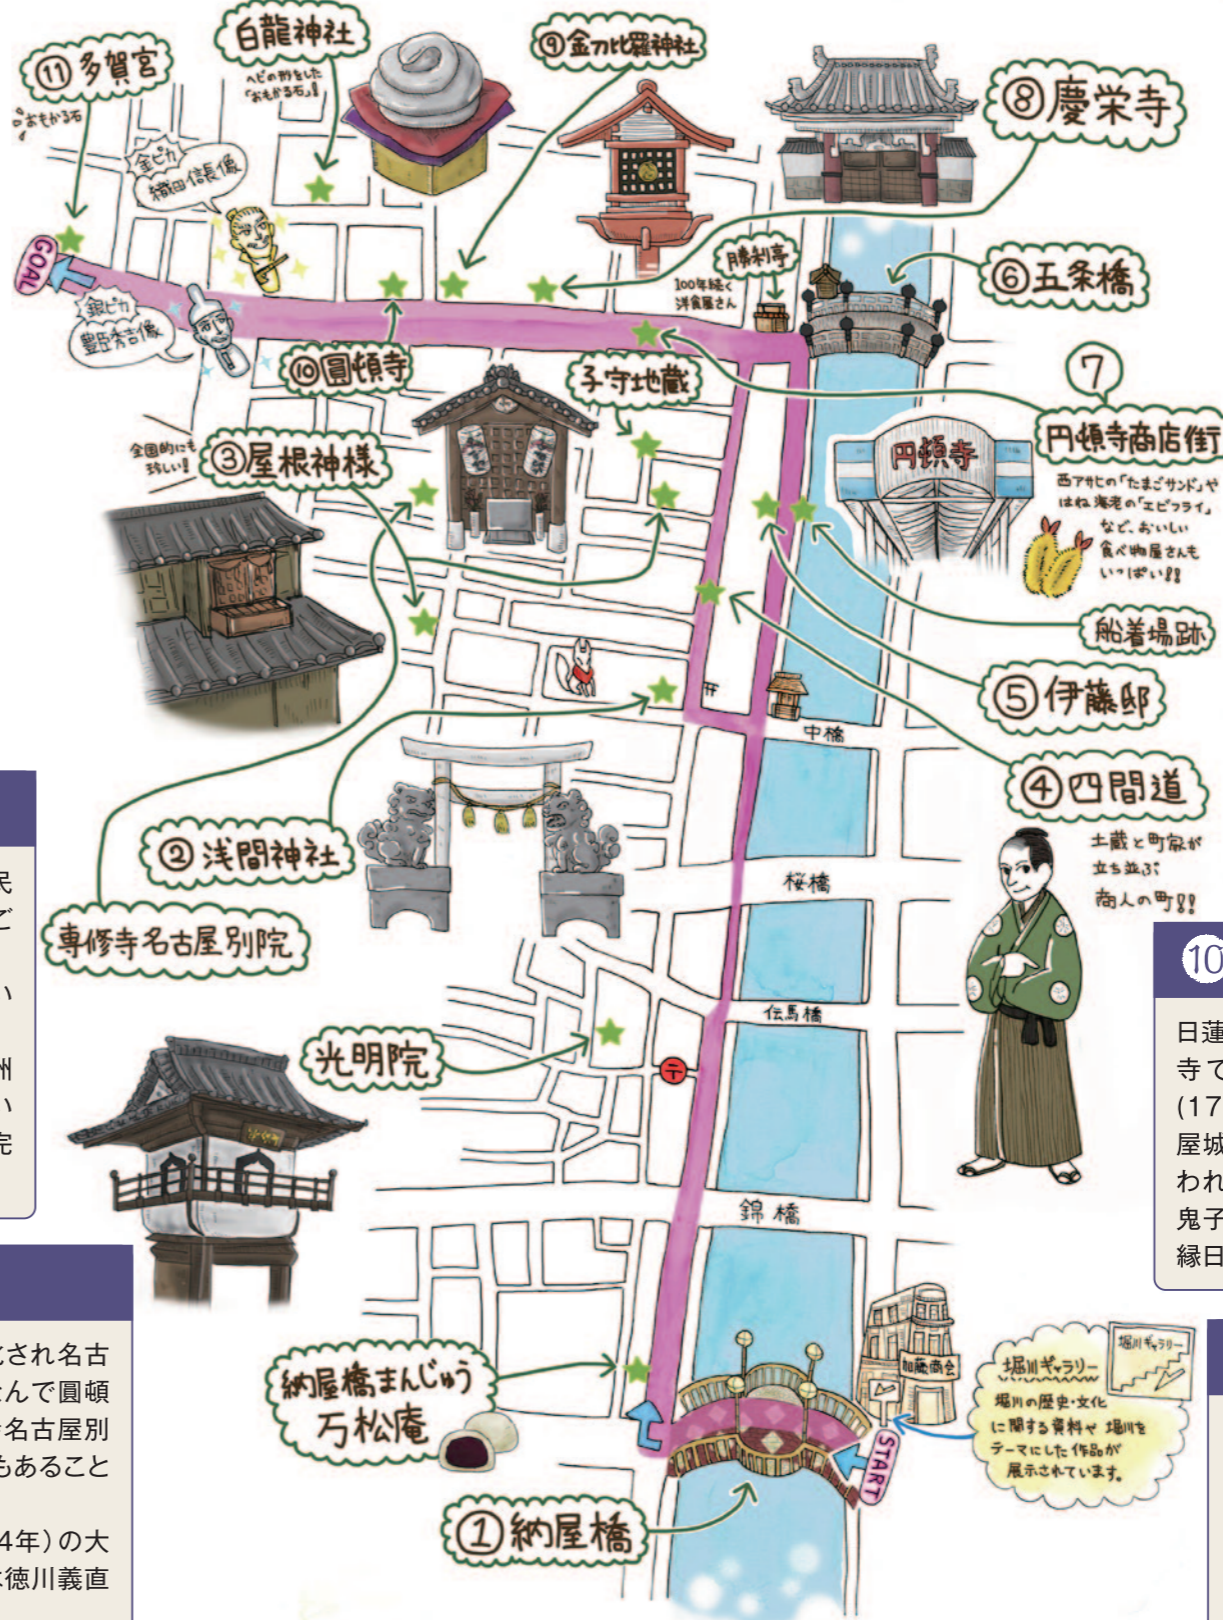 ⑪多賀宮
おもかる石
白龍神社
ヘビの形をした
「おもかる石」!
⑨金刀比羅神社
⑧慶栄寺
金ピカ
織田信長像
GOAL
銀ピカ
豊臣秀吉像
勝利亭
100年続く
洋食屋さん
⑥五条橋
⑩圓頓寺
子守地蔵
7
円頓寺商店街
円頓寺
西アサヒの「たまごサンド」や
はね海老の「エビフライ」
など、おいしい
食べ物屋さんも
いっぱい!!
全国的にも
珍しい!
③屋根神様
船着場跡
⑤伊藤邸
中橋
④四間道
土蔵と町家が
立ち並ぶ
商人の町!!
②浅間神社
桜橋
専修寺名古屋別院
伝馬橋
光明院
〒
錦橋
納屋橋まんじゅう
万松庵
加藤商会
堀川ギャラリー
堀川ギャラリー
堀川の歴史・文化
に関する資料や 堀川を
テーマにした作品が
展示されています。
START
①納屋橋
民
ご
い
州
い
完
化され名古
なんで圓頓
名古屋別
もあること
4年)の大
は徳川義直
10
日蓮
寺で
(17
屋城
われ
鬼子
縁日